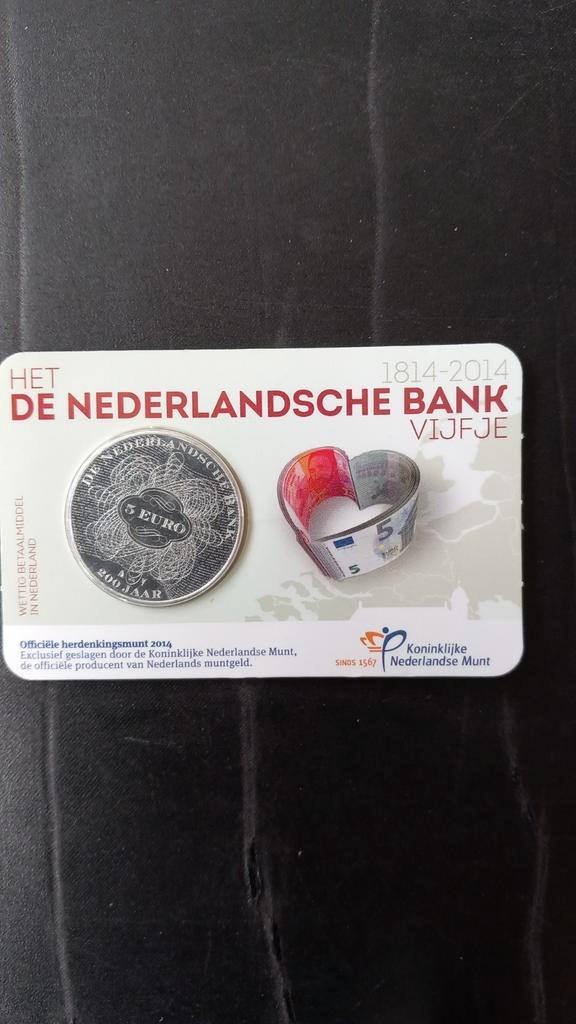 HET
1814-2014
DE NEDERLANDSCHE BANK
VIJFJE
DE NEDERLANDSCHE BANK
5 EURO
200 JAAR
5
5
EURO
WETTIG BETAALMIDDEL
IN NEDERLAND
Officiële herdenkingsmunt 2014
Exclusief geslagen door de Koninklijke Nederlandse Munt,
de officiële producent van Nederlands muntgeld.
SINDS 1567
Koninklijke
Nederlandse Munt